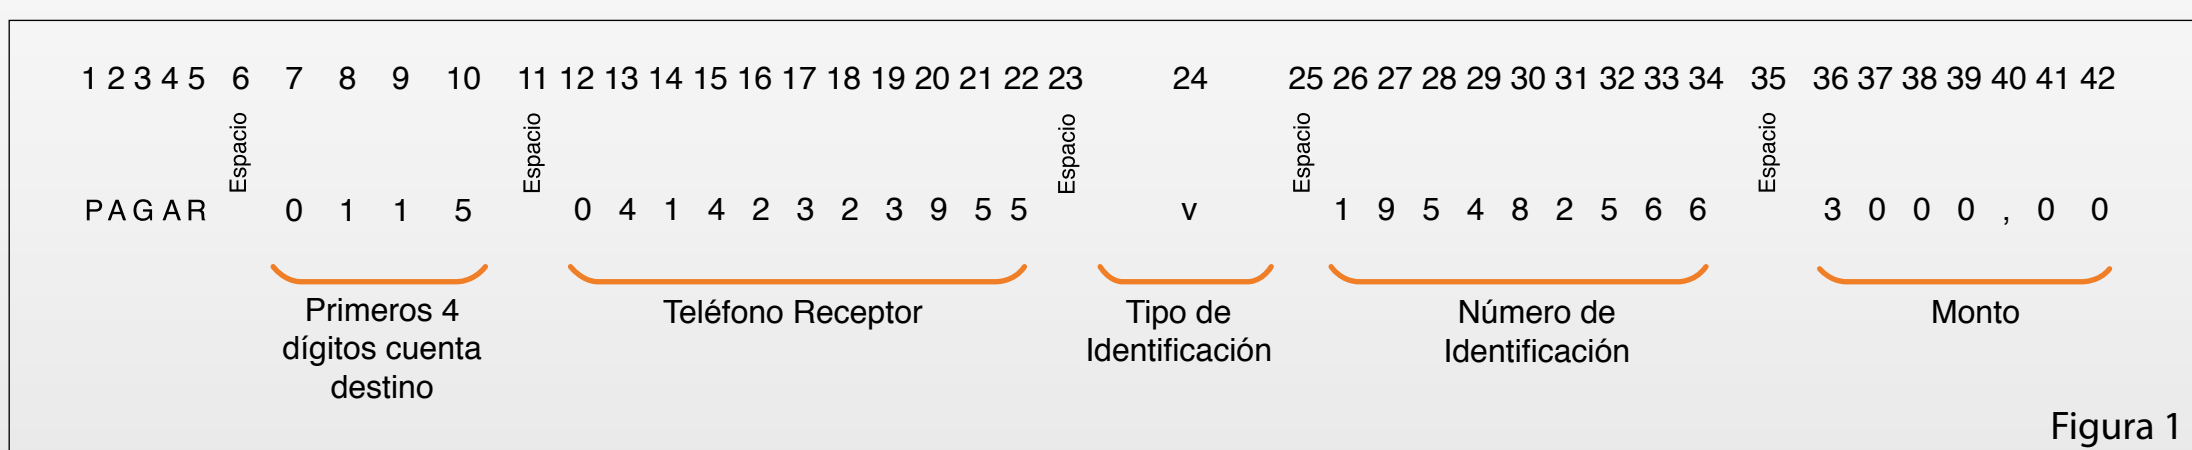 1 2 3 4 5 6 7 8 9 10 11 12 13 14 15 16 17 18 19 20 21 22 23 24 25 26 27 28 29 30 31 32 33 34 35 36 37 38 39 40 41 42
Espacio Espacio Espacio Espacio Espacio
PAGAR 0 1 1 5 0 4 1 4 2 3 2 3 9 5 5 v 1 9 5 4 8 2 5 6 6 3 0 0 0 , 0 0
Primeros 4
dígitos cuenta
destino
Teléfono Receptor
Tipo de
Identificación
Número de
Identificación
Monto
Figura 1